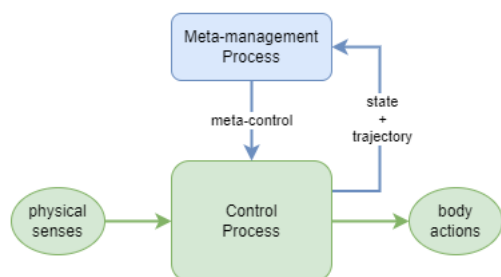 Meta-management
Process
meta-control
state
+
trajectory
physical
senses
Control
Process
body
actions